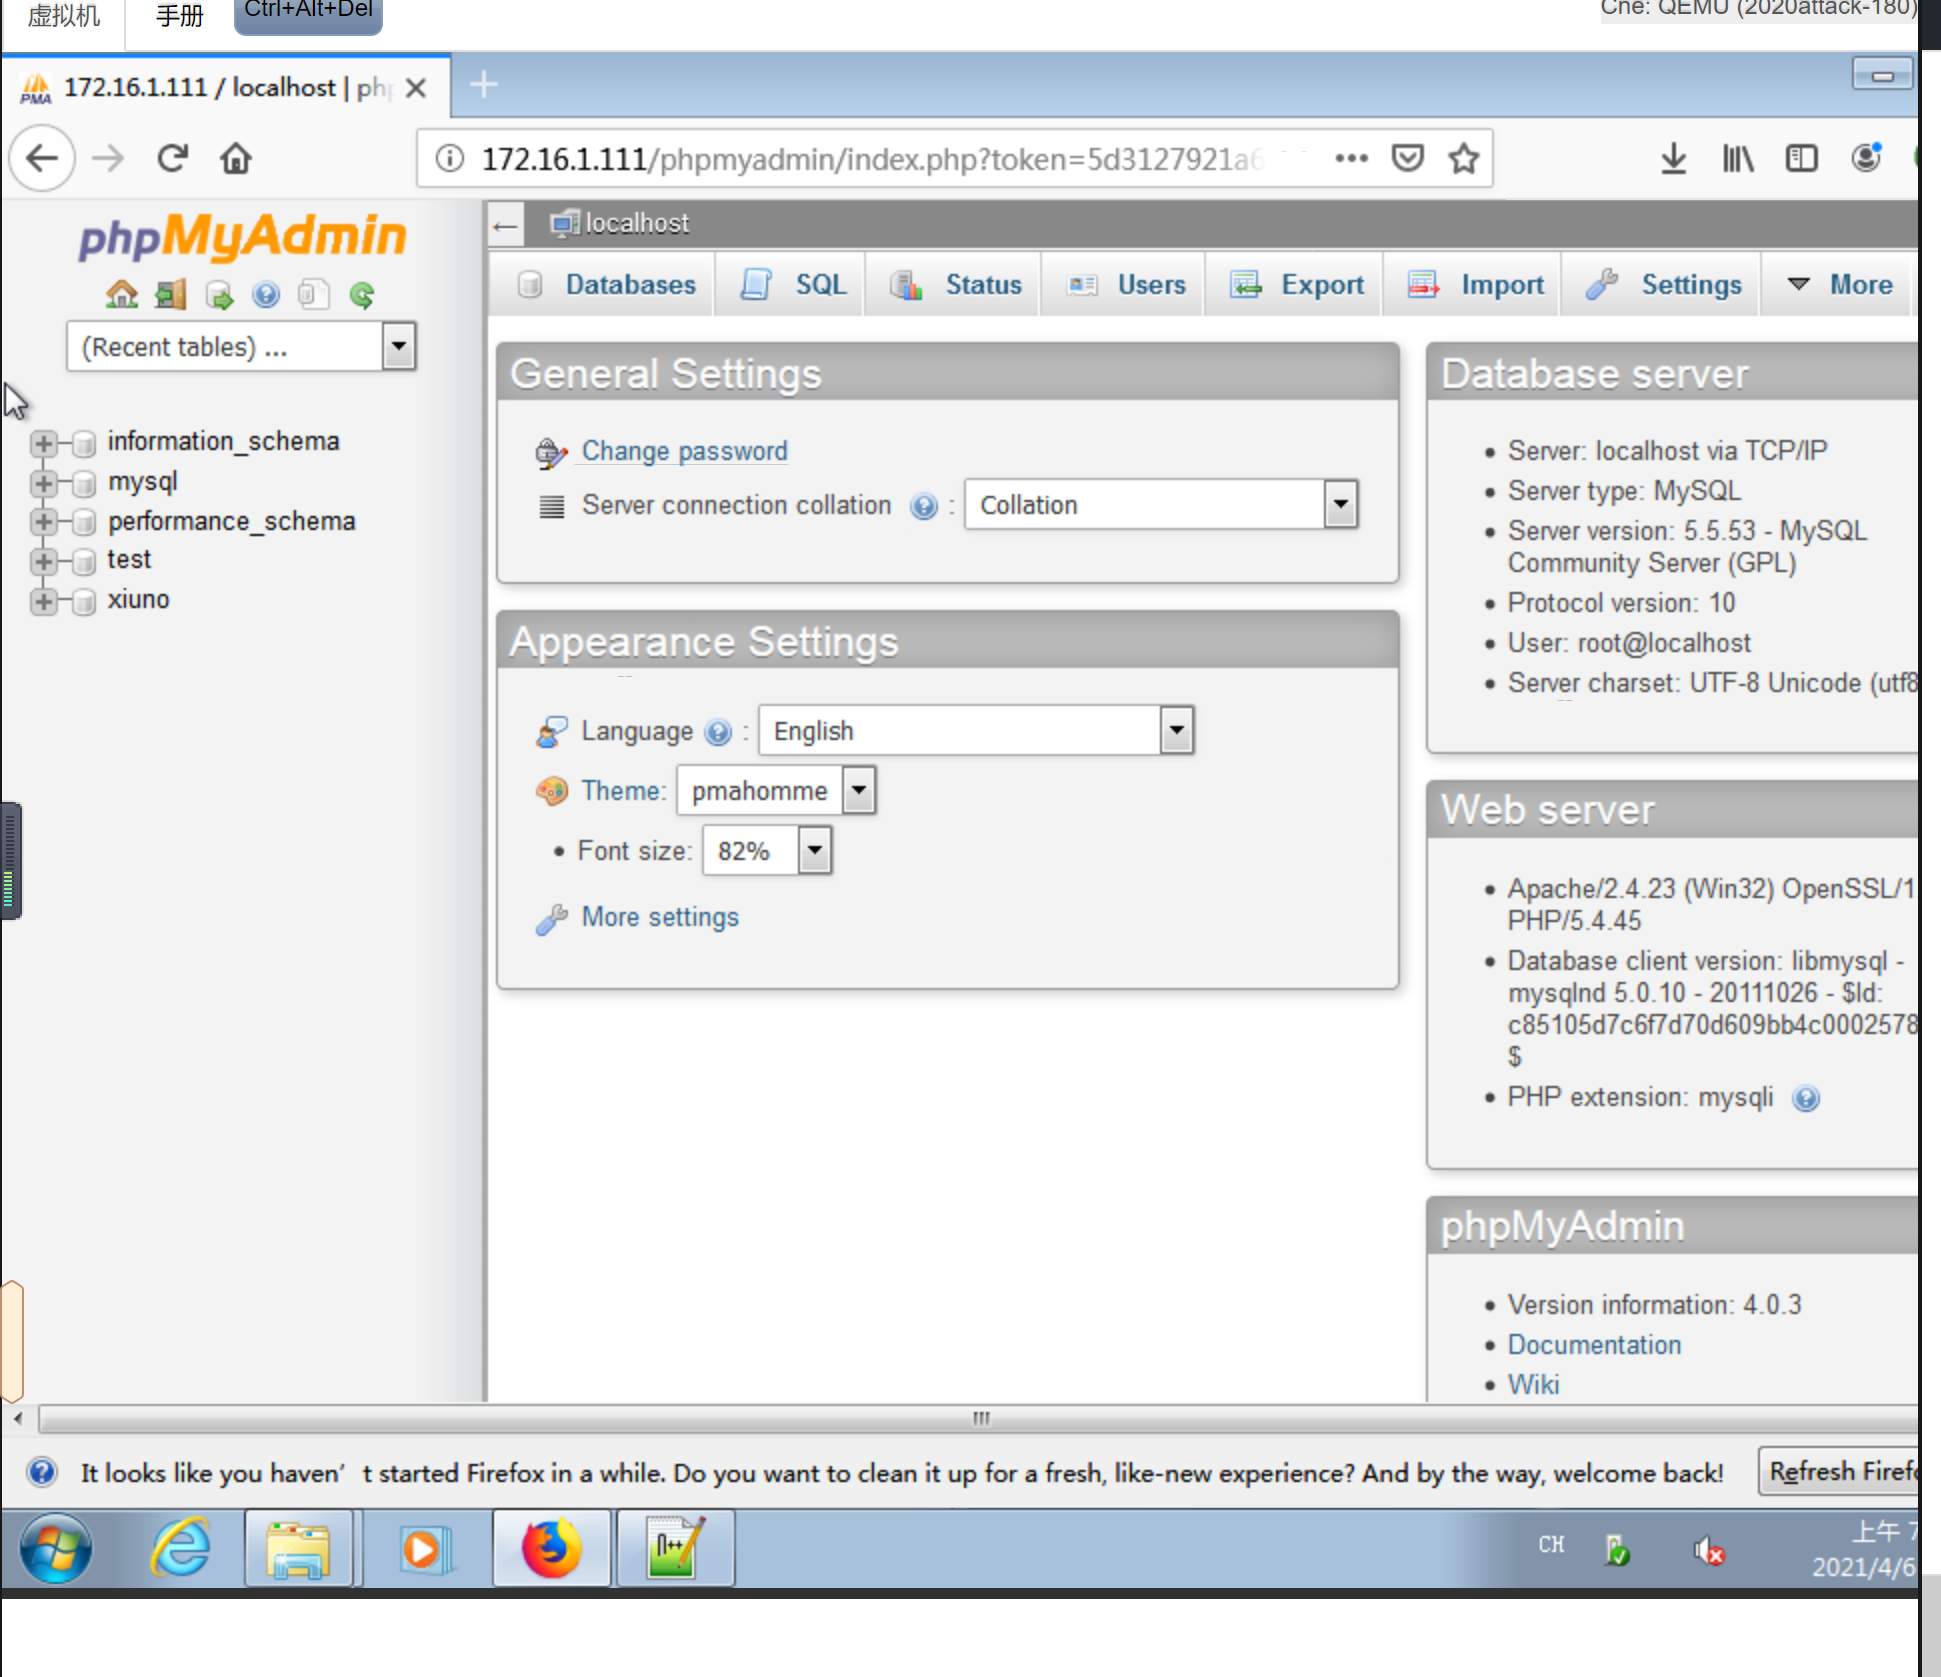 虚拟机
手册
Ctrl+Alt+Del
Cne: QEMU (2020attack-180)
PMA
172.16.1.111 / localhost | php
172.16.1.111/phpmyadmin/index.php?token=5d3127921a6
phpMyAdmin
(Recent tables) ...
information_schema
mysql
performance_schema
test
xiuno
localhost
Databases
SQL
Status
Users
Export
Import
Settings
More
General Settings
Change password
Server connection collation :
Collation
Appearance Settings
Language :
English
Theme:
pmahomme
Font size:
82%
More settings
Database server
Server: localhost via TCP/IP
Server type: MySQL
Server version: 5.5.53 - MySQL
Community Server (GPL)
Protocol version: 10
User: root@localhost
Server charset: UTF-8 Unicode (utf8
Web server
Apache/2.4.23 (Win32) OpenSSL/1
PHP/5.4.45
Database client version: libmysql -
mysqlnd 5.0.10 - 20111026 - $Id:
c85105d7c6f7d70d609bb4c0002578
$
PHP extension: mysqli
phpMyAdmin
Version information: 4.0.3
Documentation
Wiki
It looks like you haven't started Firefox in a while. Do you want to clean it up for a fresh, like-new experience? And by the way, welcome back!
Refresh Firefo
CH
上午 7
2021/4/6